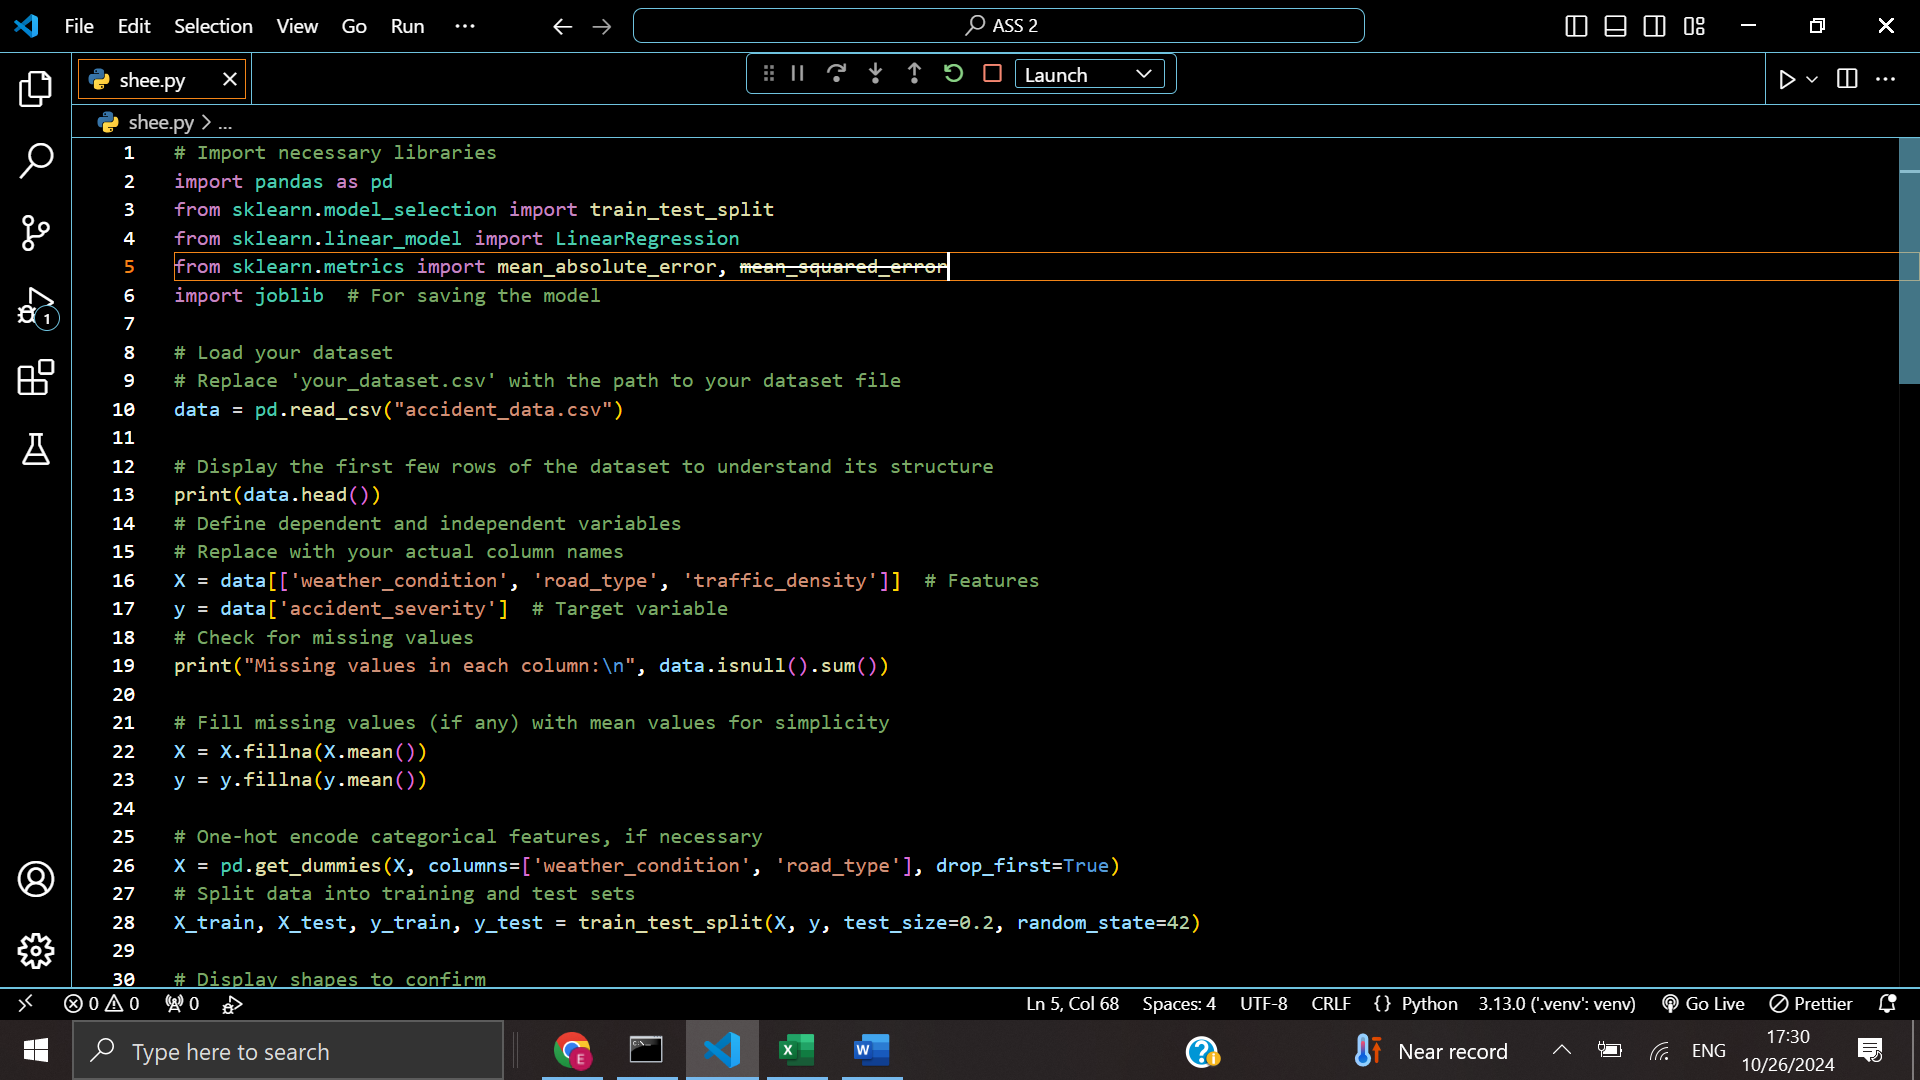 File Edit Selection View Go Run ··· ASS 2
shee.py Launch
shee.py > ...
1 # Import necessary libraries
2 import pandas as pd
3 from sklearn.model_selection import train_test_split
4 from sklearn.linear_model import LinearRegression
5 from sklearn.metrics import mean_absolute_error, mean_squared_error
6 import joblib  # For saving the model
7
8 # Load your dataset
9 # Replace 'your_dataset.csv' with the path to your dataset file
10 data = pd.read_csv("accident_data.csv")
11
12 # Display the first few rows of the dataset to understand its structure
13 print(data.head())
14 # Define dependent and independent variables
15 # Replace with your actual column names
16 X = data[['weather_condition', 'road_type', 'traffic_density']]  # Features
17 y = data['accident_severity']  # Target variable
18 # Check for missing values
19 print("Missing values in each column:\n", data.isnull().sum())
20
21 # Fill missing values (if any) with mean values for simplicity
22 X = X.fillna(X.mean())
23 y = y.fillna(y.mean())
24
25 # One-hot encode categorical features, if necessary
26 X = pd.get_dummies(X, columns=['weather_condition', 'road_type'], drop_first=True)
27 # Split data into training and test sets
28 X_train, X_test, y_train, y_test = train_test_split(X, y, test_size=0.2, random_state=42)
29
30 # Display shapes to confirm
1
0 0 0 Ln 5, Col 68 Spaces: 4 UTF-8 CRLF {} Python 3.13.0 ('.venv': venv) Go Live Prettier
Type here to search E X W Near record ENG 17:30
10/26/2024